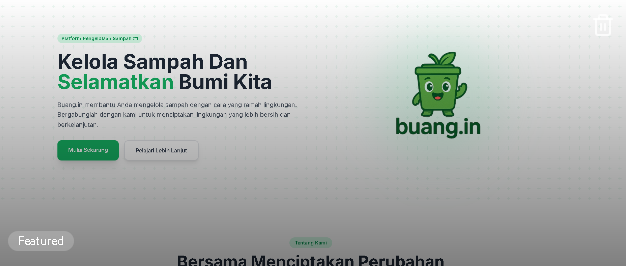 Platform Pengelolaan Sampah #1
Kelola Sampah Dan
Selamatkan Bumi Kita
Buang.in membantu Anda mengelola sampah dengan cara yang ramah lingkungan.
Bergabunglah dengan kami untuk menciptakan lingkungan yang lebih bersih dan
berkelanjutan.
Mulai Sekarang
Pelajari Lebih Lanjut
buang.in
Featured
Tentang Kami
Bersama Menciptakan Perubahan